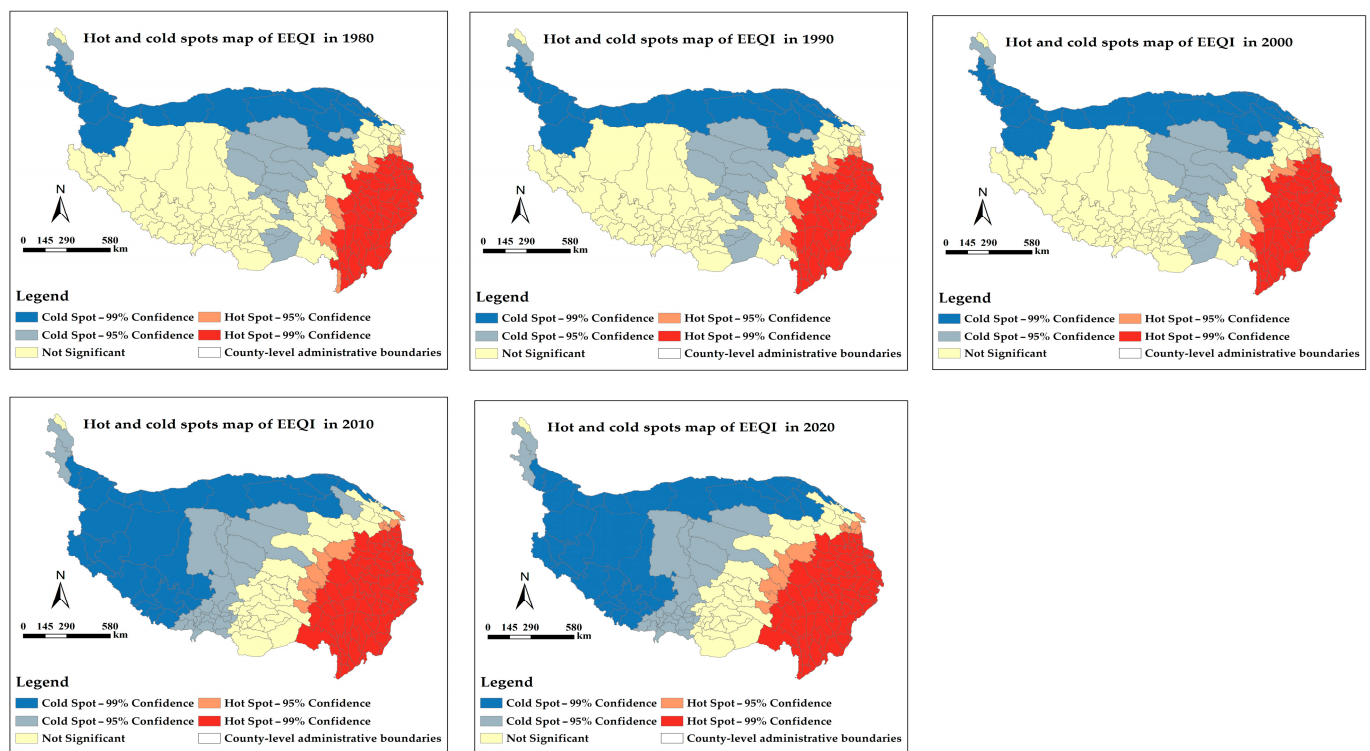 Hot and cold spots map of EEQI in 1980
N
0 145 290 580
km
Legend
Cold Spot – 99% Confidence
Hot Spot – 95% Confidence
Cold Spot – 95% Confidence
Hot Spot – 99% Confidence
Not Significant
County-level administrative boundaries
Hot and cold spots map of EEQI in 1990
N
0 145 290 580
km
Legend
Cold Spot – 99% Confidence
Hot Spot – 95% Confidence
Cold Spot – 95% Confidence
Hot Spot – 99% Confidence
Not Significant
County-level administrative boundaries
Hot and cold spots map of EEQI in 2000
N
0 145 290 580
km
Legend
Cold Spot – 99% Confidence
Hot Spot – 95% Confidence
Cold Spot – 95% Confidence
Hot Spot – 99% Confidence
Not Significant
County-level administrative boundaries
Hot and cold spots map of EEQI in 2010
N
0 145 290 580
km
Legend
Cold Spot – 99% Confidence
Hot Spot – 95% Confidence
Cold Spot – 95% Confidence
Hot Spot – 99% Confidence
Not Significant
County-level administrative boundaries
Hot and cold spots map of EEQI in 2020
N
0 145 290 580
km
Legend
Cold Spot – 99% Confidence
Hot Spot – 95% Confidence
Cold Spot – 95% Confidence
Hot Spot – 99% Confidence
Not Significant
County-level administrative boundaries